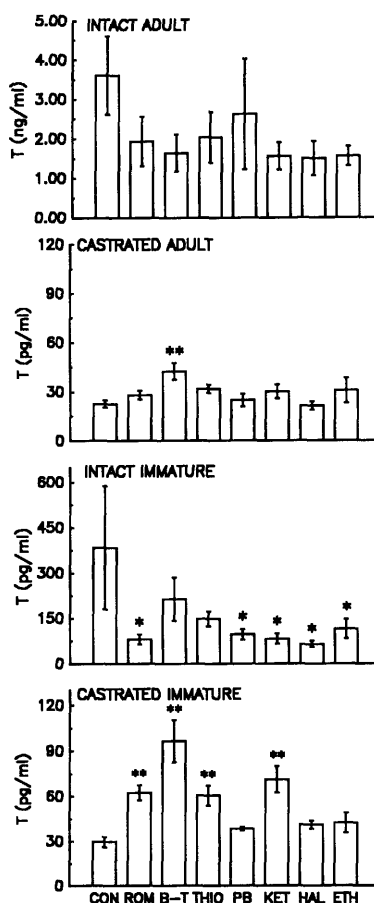 INTACT ADULT
5.00
4.00
3.00
2.00
1.00
0.00
T (ng/ml)
CASTRATED ADULT
120
90
60
30
0
T (pg/ml)
**
INTACT IMMATURE
600
450
300
150
0
T (pg/ml)
* * * * *
CASTRATED IMMATURE
120
90
60
30
0
T (pg/ml)
** ** ** **
CON ROM B-T THIO PB KET HAL ETH